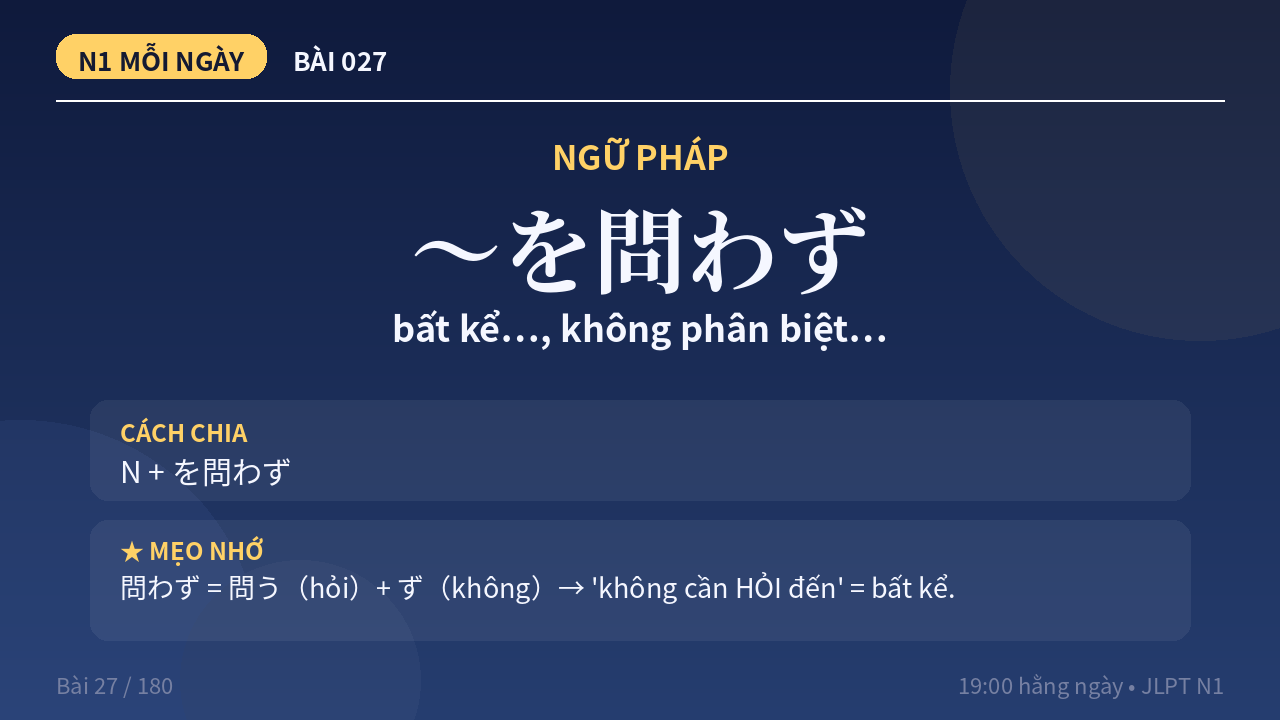 N1 MỖI NGÀY BÀI 027
NGỮ PHÁP
～を問わず
bất kể…, không phân biệt…
CÁCH CHIA
N + を問わず
★ MẸO NHỚ
問わず = 問う（hỏi）+ ず（không）→ 'không cần HỎI đến' = bất kể.
Bài 27 / 180 19:00 hằng ngày • JLPT N1